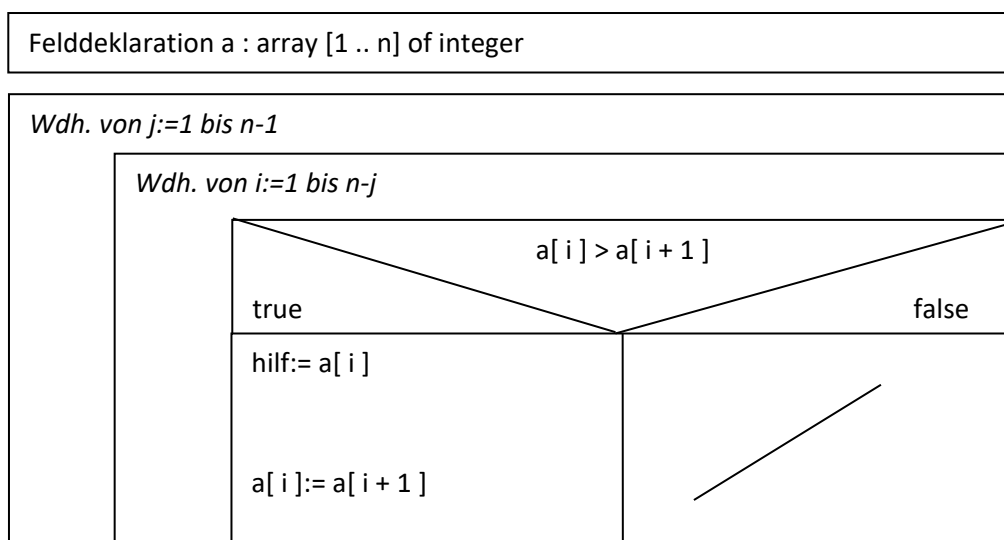 Felddeklaration a : array [1 .. n] of integer
Wdh. von j:=1 bis n-1
Wdh. von i:=1 bis n-j
a[ i ] > a[ i + 1 ]
true false
hilf:= a[ i ]
a[ i ]:= a[ i + 1 ]